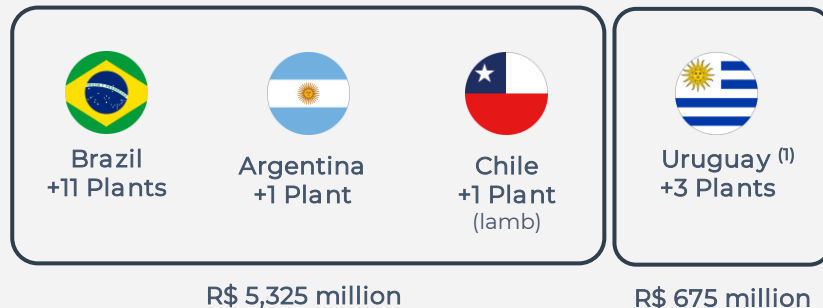 Brazil
+11 Plants
Argentina
+1 Plant
Chile
+1 Plant
(lamb)
Uruguay (1)
+3 Plants
R$ 5,325 million
R$ 675 million